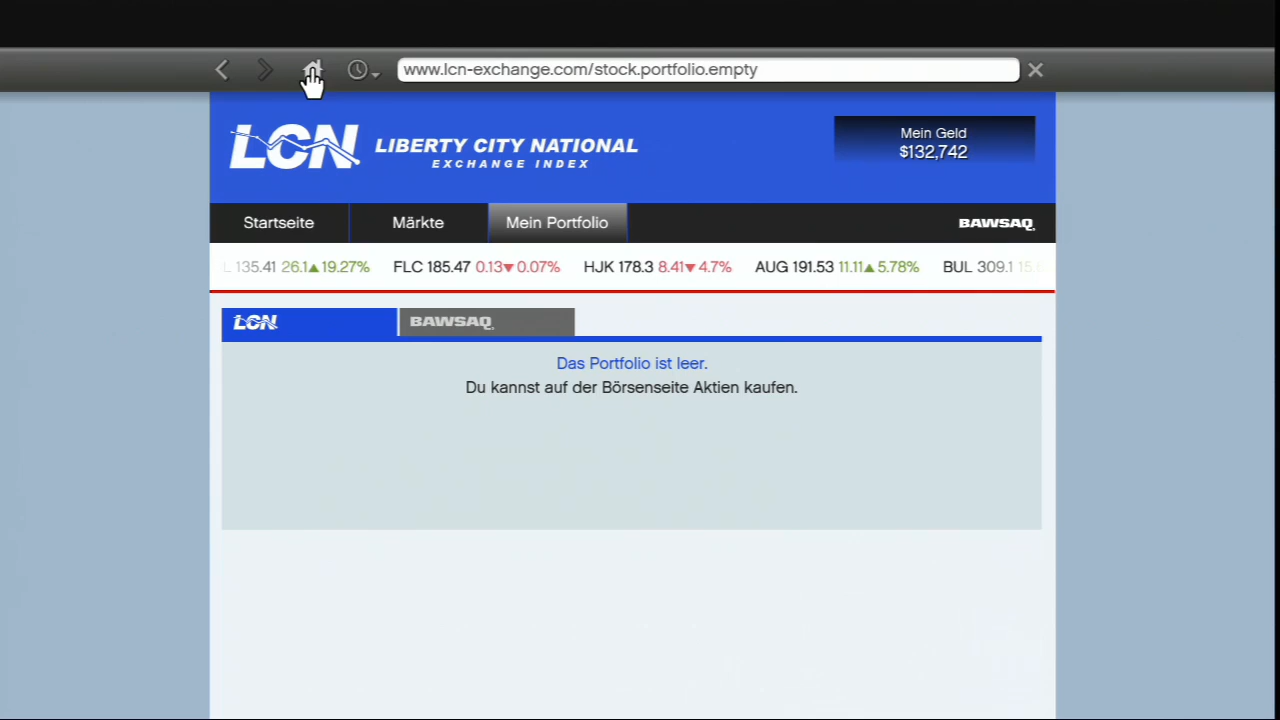 www.lcn-exchange.com/stock.portfolio.empty
LCN LIBERTY CITY NATIONAL
EXCHANGE INDEX
Mein Geld
$132,742
Startseite Märkte Mein Portfolio BAWSAQ
L 135.41 26.1▲19.27% FLC 185.47 0.13▼0.07% HJK 178.3 8.41▼4.7% AUG 191.53 11.11▲5.78% BUL 309.1
LCN BAWSAQ
Das Portfolio ist leer.
Du kannst auf der Börsenseite Aktien kaufen.